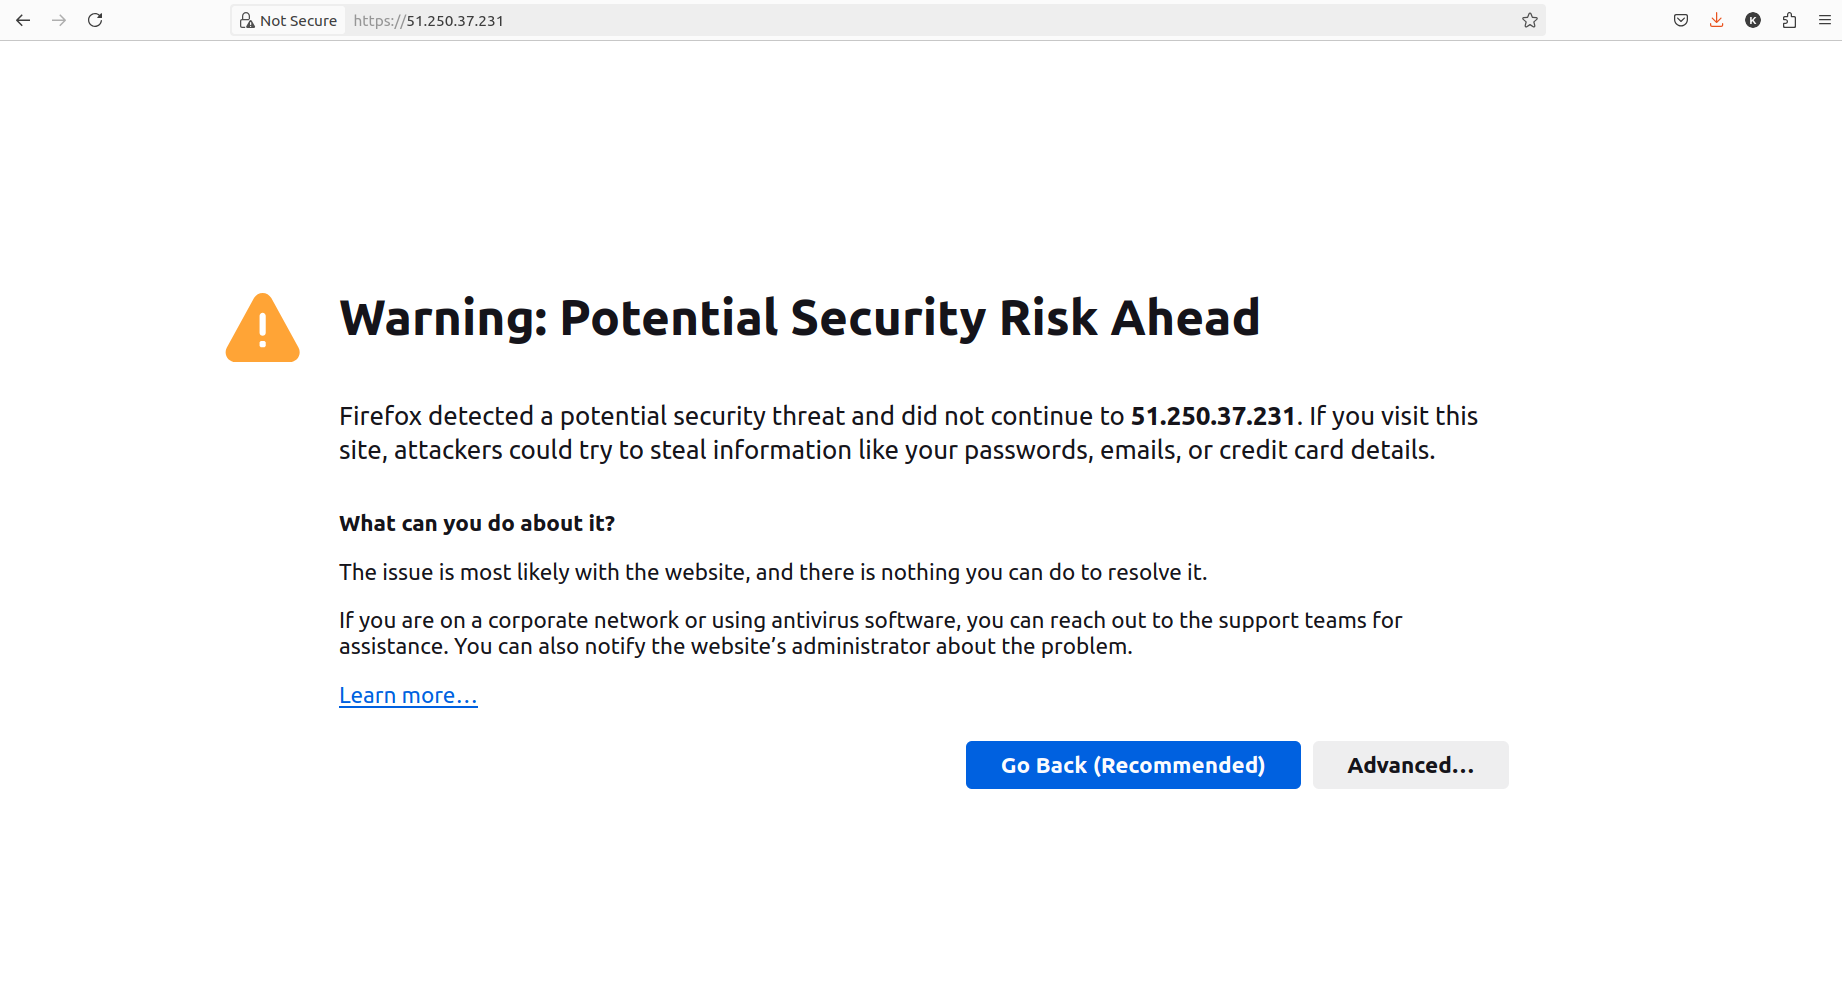 Not Secure https://51.250.37.231
K
Warning: Potential Security Risk Ahead
Firefox detected a potential security threat and did not continue to 51.250.37.231. If you visit this
site, attackers could try to steal information like your passwords, emails, or credit card details.
What can you do about it?
The issue is most likely with the website, and there is nothing you can do to resolve it.
If you are on a corporate network or using antivirus software, you can reach out to the support teams for
assistance. You can also notify the website’s administrator about the problem.
Learn more…
Go Back (Recommended) Advanced…